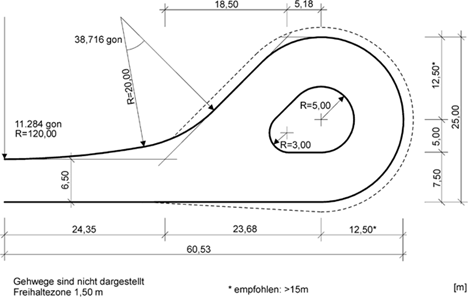 18,50
5,18
38,716 gon
R=20,00
11.284 gon
R=120,00
R=5,00
R=3,00
12,50*
25,00
5,00
7,50
6,50
24,35
23,68
12,50*
60,53
Gehwege sind nicht dargestellt
Freihaltezone 1,50 m
* empfohlen: >15m
[m]